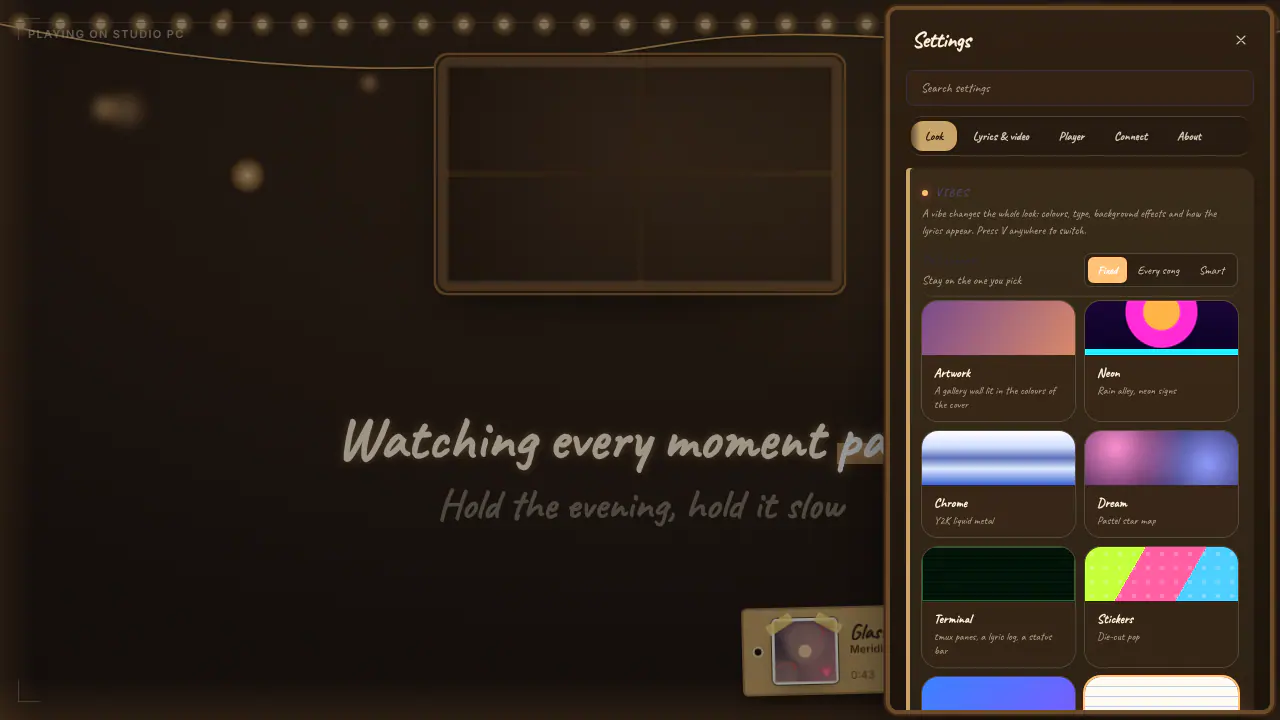 PLAYING ON STUDIO PC
Watching every moment pa
Hold the evening, hold it slow
Glas
Meridi
0:43
Settings
Search settings
Look
Lyrics & video
Player
Connect
About
VIBES
A vibe changes the whole look: colours, type, background effects and how the
lyrics appear. Press V anywhere to switch.
Stay on the one you pick
Fixed
Every song
Smart
Artwork
A gallery wall lit in the colours of
the cover
Neon
Rain alley, neon signs
Chrome
Y2K liquid metal
Dream
Pastel star map
Terminal
tmux panes, a lyric log, a status
bar
Stickers
Die-cut pop